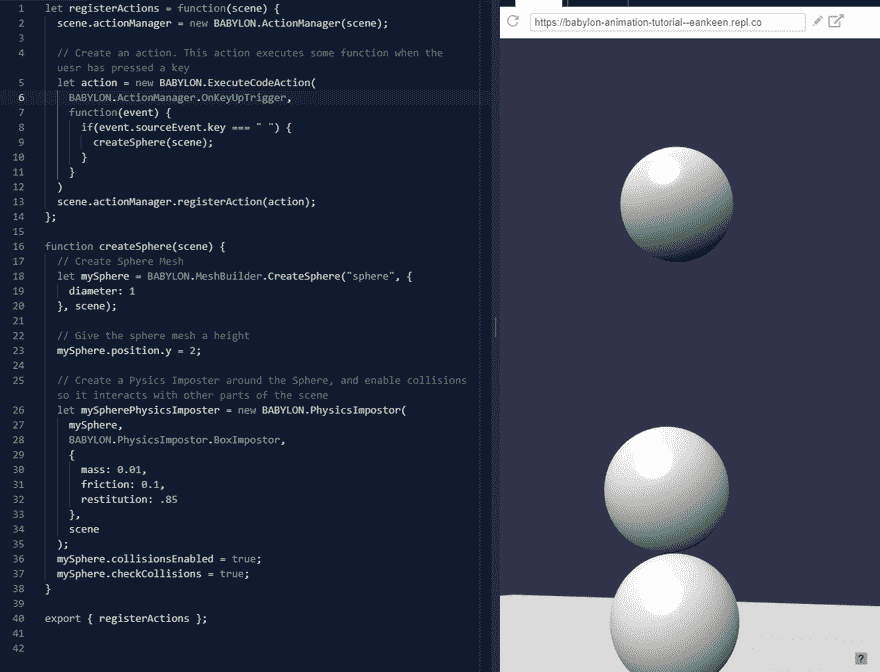 1 let registerActions = function(scene) {
2 scene.actionManager = new BABYLON.ActionManager(scene);
3
4 // Create an action. This action executes some function when the
uesr has pressed a key
5 let action = new BABYLON.ExecuteCodeAction(
6 BABYLON.ActionManager.OnKeyUpTrigger,
7 function(event) {
8 if(event.sourceEvent.key === " ") {
9 createSphere(scene);
10 }
11 }
12 )
13 scene.actionManager.registerAction(action);
14 };
15
16 function createSphere(scene) {
17 // Create Sphere Mesh
18 let mySphere = BABYLON.MeshBuilder.CreateSphere("sphere", {
19 diameter: 1
20 }, scene);
21
22 // Give the sphere mesh a height
23 mySphere.position.y = 2;
24
25 // Create a Pysics Imposter around the Sphere, and enable collisions
so it interacts with other parts of the scene
26 let mySpherePhysicsImposter = new BABYLON.PhysicsImpostor(
27 mySphere,
28 BABYLON.PhysicsImpostor.BoxImpostor,
29 {
30 mass: 0.01,
31 friction: 0.1,
32 restitution: .85
33 },
34 scene
35 );
36 mySphere.collisionsEnabled = true;
37 mySphere.checkCollisions = true;
38 }
39
40 export { registerActions };
41
42
https://babylon-animation-tutorial--eankeen.repl.co
?